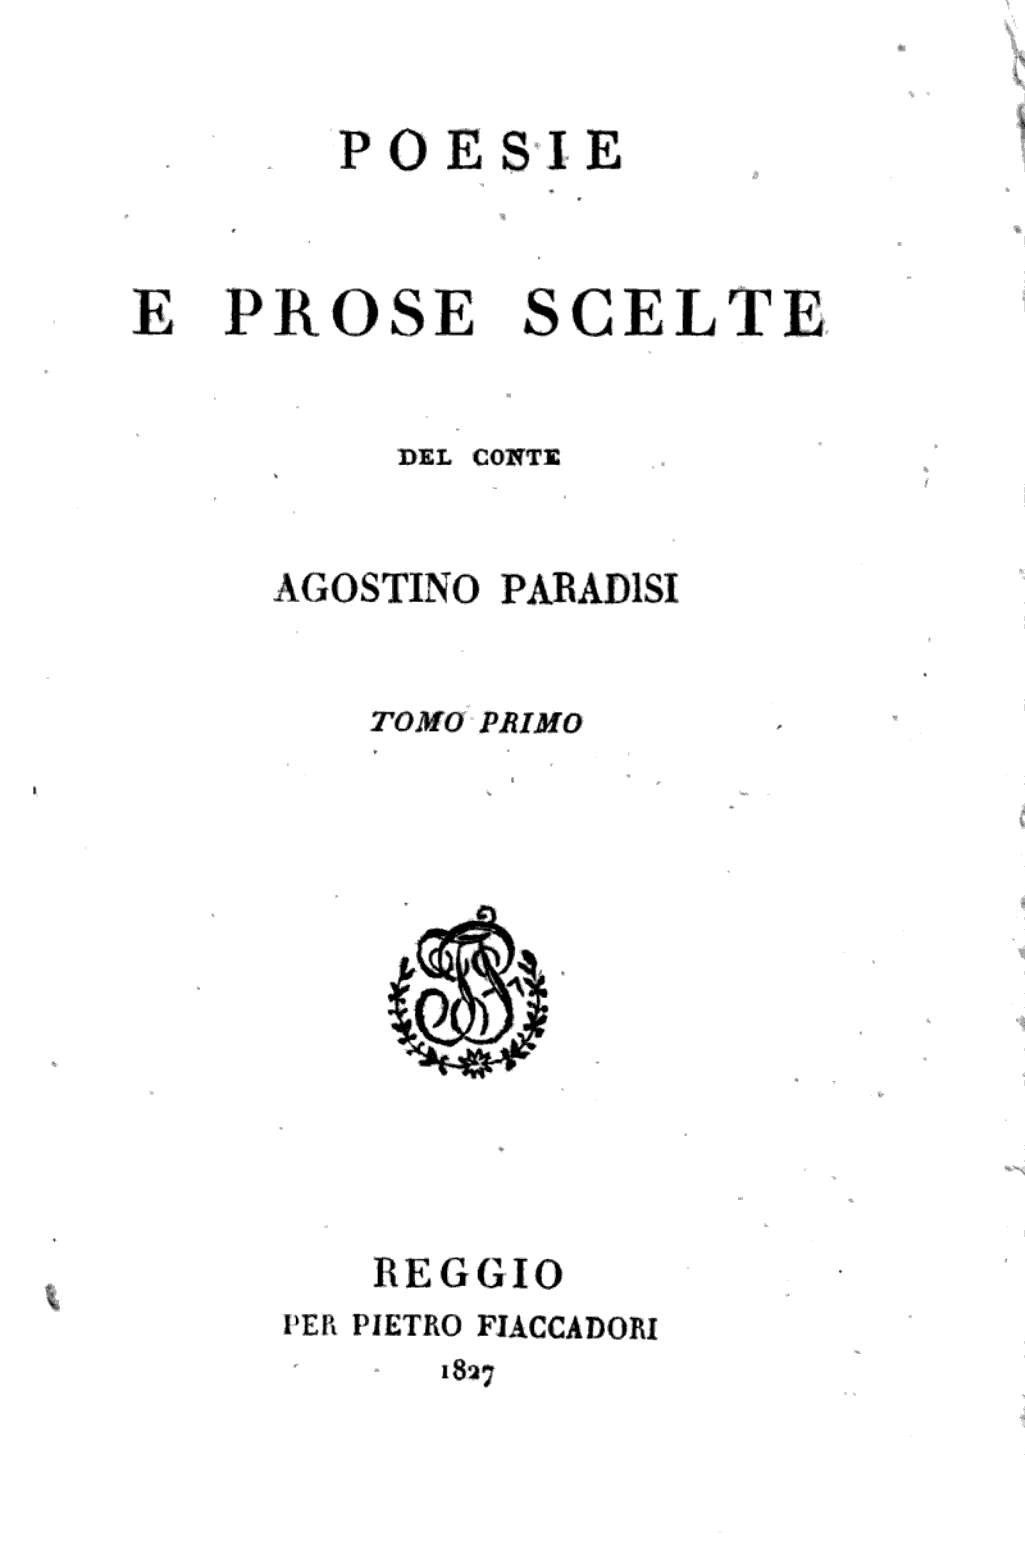 POESIE
E PROSE SCELTE
DEL CONTE
AGOSTINO PARADISI
TOMO PRIMO
REGGIO
PER PIETRO FIACCADORI
1827